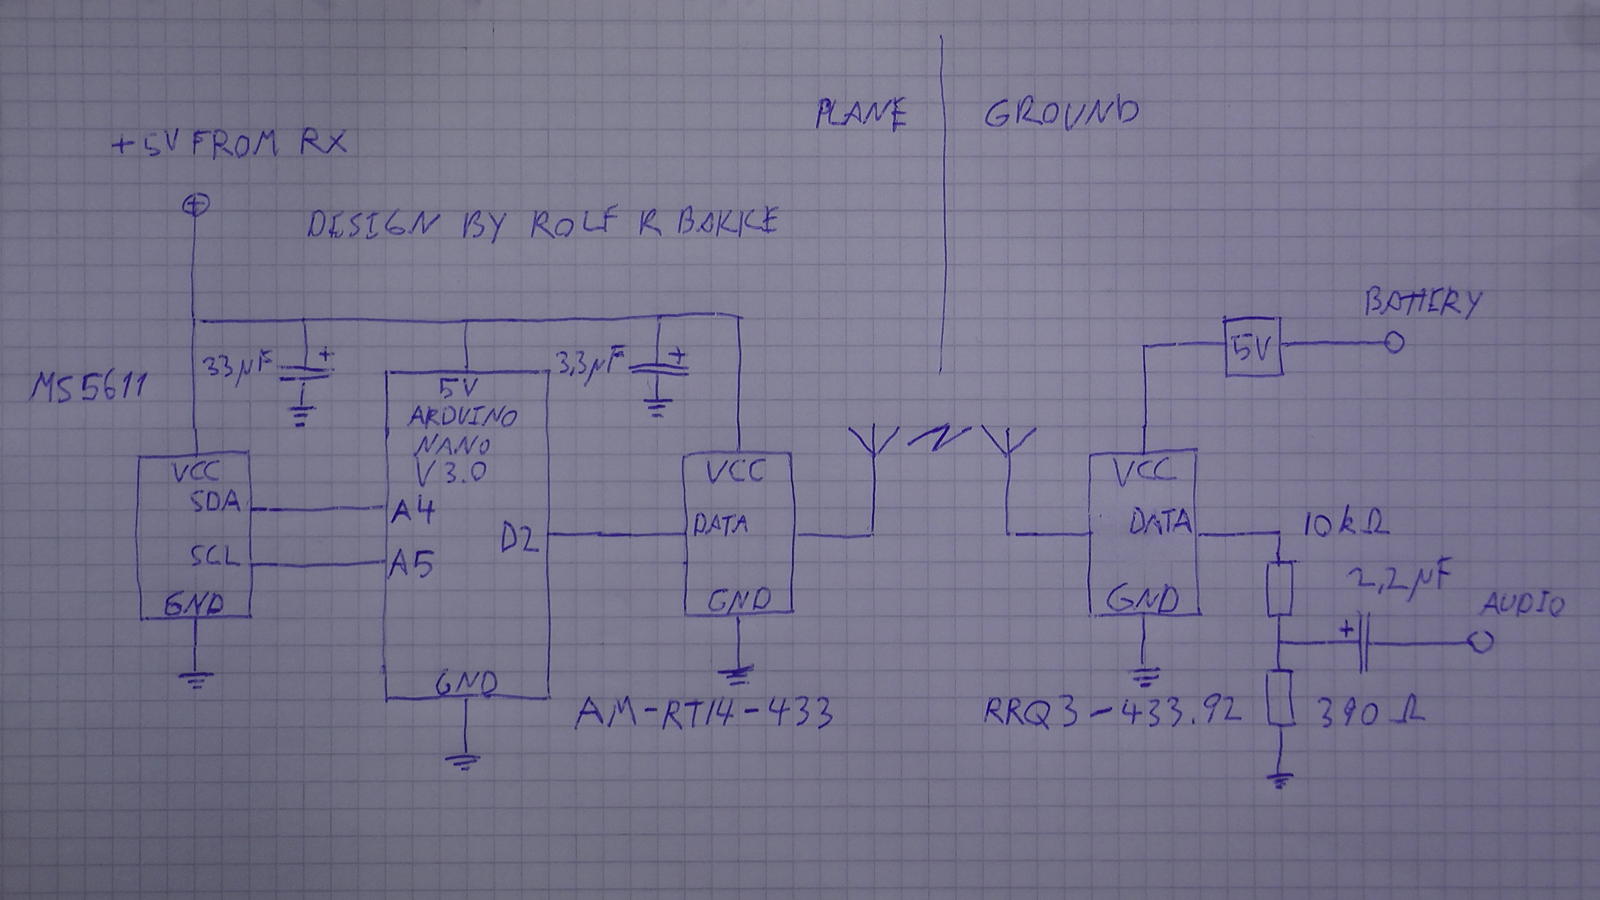 PLANE
GROUND
+5V FROM RX
DESIGN BY ROLF R BAKKE
BATTERY
5V
MS5611
33µF
+
3,3µF
+
5V
ARDUINO
NANO
V 3.0
A4
A5
D2
GND
VCC
SDA
SCL
GND
VCC
DATA
GND
AM-RT14-433
VCC
DATA
GND
RRQ3-433.92
10kΩ
2,2µF
+
AUDIO
390Ω